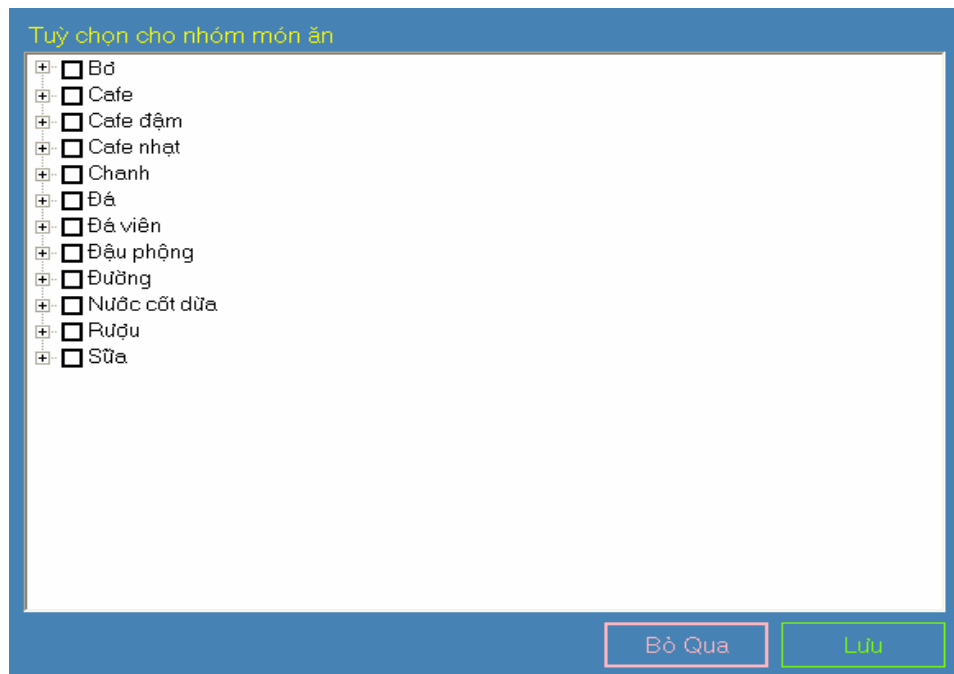 Tuỳ chọn cho nhóm món ăn
Bơ
Cafe
Cafe đậm
Cafe nhạt
Chanh
Đá
Đá viên
Đậu phộng
Đường
Nước cốt dừa
Rượu
Sữa
Bỏ Qua
Lưu